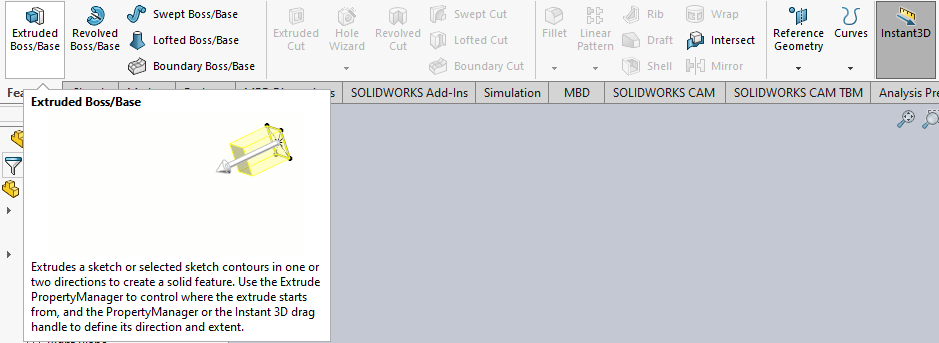 Extruded Boss/Base
Revolved Boss/Base
Swept Boss/Base
Lofted Boss/Base
Boundary Boss/Base
Extruded Cut
Hole Wizard
Revolved Cut
Swept Cut
Lofted Cut
Boundary Cut
Fillet
Linear Pattern
Rib
Draft
Shell
Wrap
Intersect
Mirror
Reference Geometry
Curves
Instant3D
SOLIDWORKS Add-Ins
Simulation
MBD
SOLIDWORKS CAM
SOLIDWORKS CAM TBM
Analysis Pre
Extruded Boss/Base
Extrudes a sketch or selected sketch contours in one or
two directions to create a solid feature. Use the Extrude
PropertyManager to control where the extrude starts
from, and the PropertyManager or the Instant 3D drag
handle to define its direction and extent.